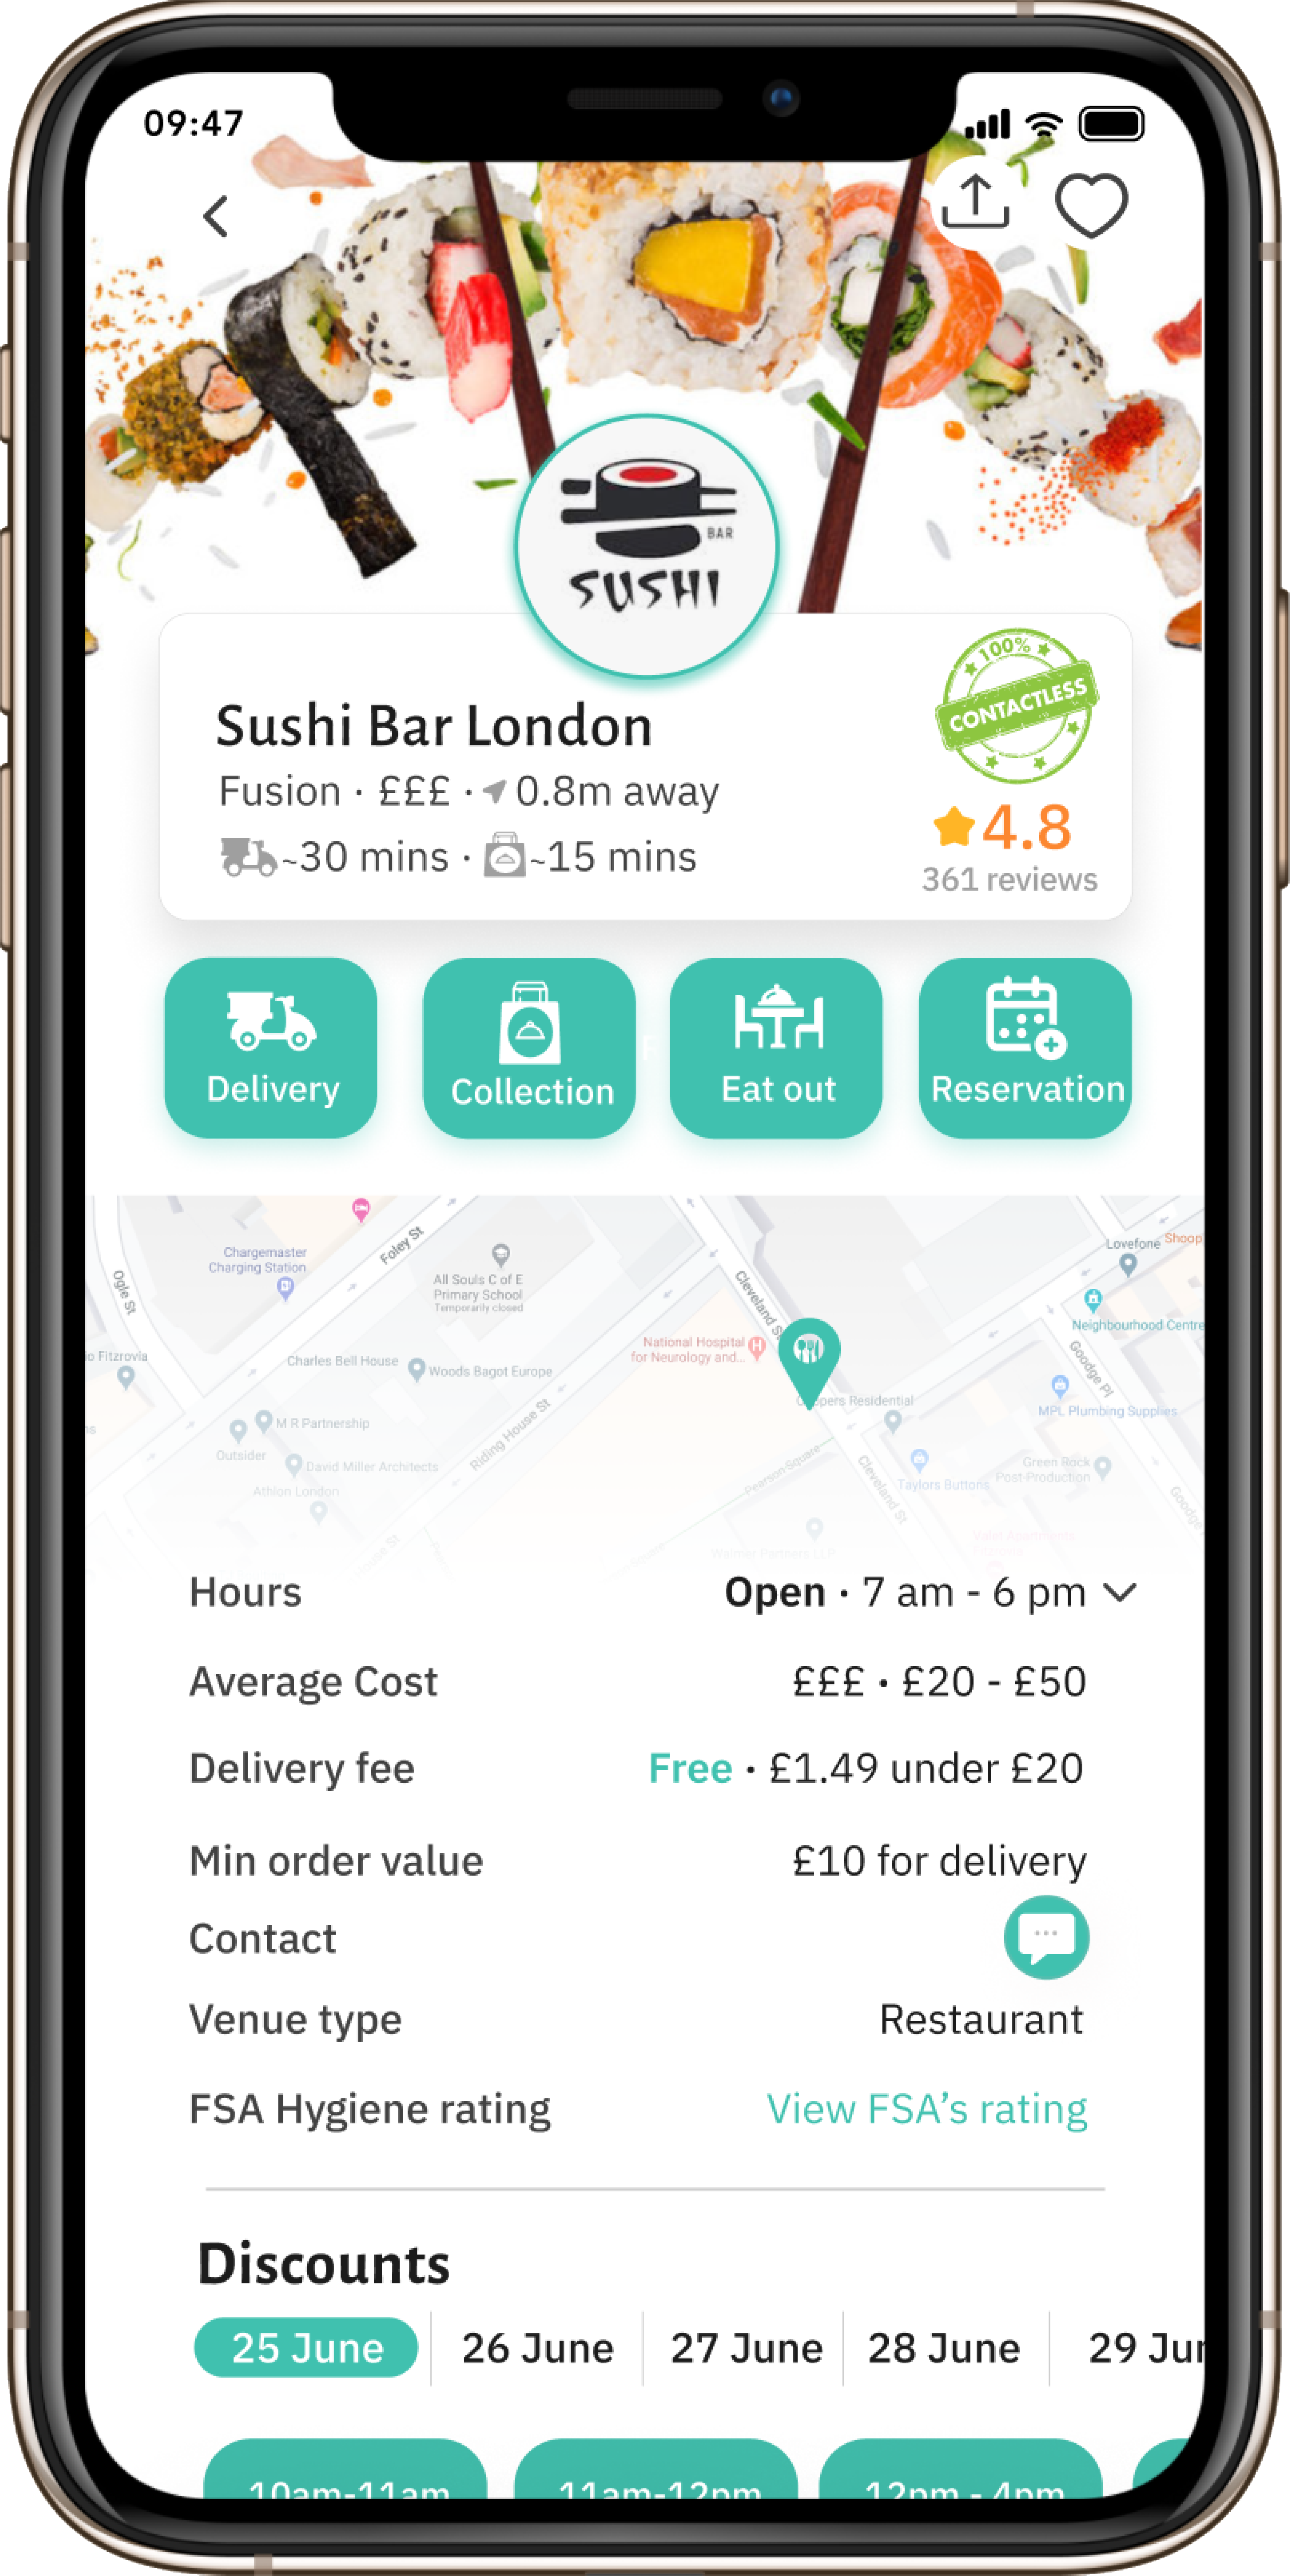 09:47
BAR
SUSHI
100%
CONTACTLESS
Sushi Bar London
Fusion · £££ · 0.8m away
~30 mins · ~15 mins
4.8
361 reviews
Delivery
Collection
Eat out
Reservation
Foley St
Chargemaster
Charging Station
Ogle St
All Souls C of E
Primary School
Temporarily closed
Cleveland St
Lovefone
Neighbourhood Centre
National Hospital
for Neurology and...
Fitzrovia
Charles Bell House
Woods Bagot Europe
Goodge Pl
Residential
MPL Plumbing Supplies
M R Partnership
Outsider
Riding House St
David Miller Architects
Athlon London
Pearson Square
Cleveland St
Taylors Buttons
Green Rock
Post-Production
Hours
Open · 7 am - 6 pm
Average Cost
£££ · £20 - £50
Delivery fee
Free · £1.49 under £20
Min order value
£10 for delivery
Contact
Venue type
Restaurant
FSA Hygiene rating
View FSA’s rating
Discounts
25 June
26 June
27 June
28 June
29 Jun
10am-11am
11am-12pm
12pm - 4pm